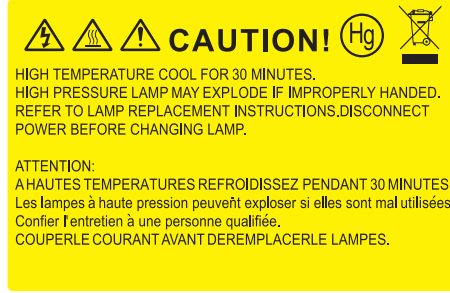 CAUTION! Hg
HIGH TEMPERATURE COOL FOR 30 MINUTES.
HIGH PRESSURE LAMP MAY EXPLODE IF IMPROPERLY HANDED.
REFER TO LAMP REPLACEMENT INSTRUCTIONS.DISCONNECT
POWER BEFORE CHANGING LAMP.
ATTENTION:
A HAUTES TEMPERATURES REFROIDISSEZ PENDANT 30 MINUTES
Les lampes à haute pression peuvent exploser si elles sont mal utilisées
Confier l'entretien à une personne qualifiée.
COUPERLE COURANT AVANT DEREMPLACERLE LAMPES.